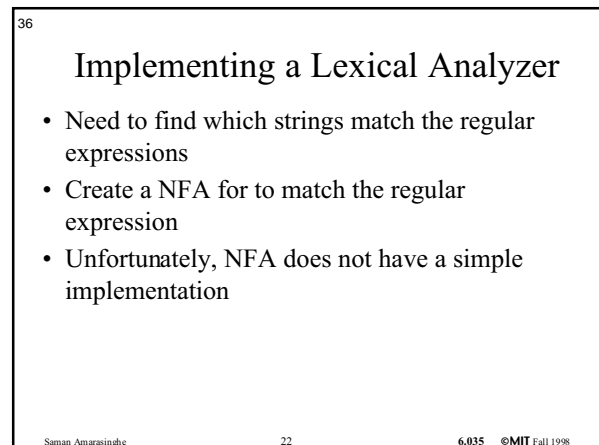 36
Implementing a Lexical Analyzer
• Need to find which strings match the regular
expressions
• Create a NFA for to match the regular
expression
• Unfortunately, NFA does not have a simple
implementation
Saman Amarasinghe 22 6.035 ©MIT Fall 1998